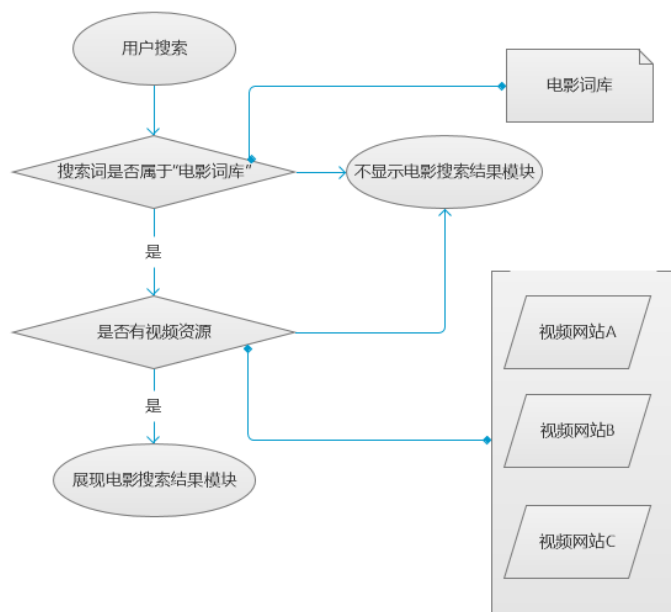 用户搜索
电影词库
搜索词是否属于“电影词库”
不显示电影搜索结果模块
是
是否有视频资源
视频网站A
是
视频网站B
展现电影搜索结果模块
视频网站C